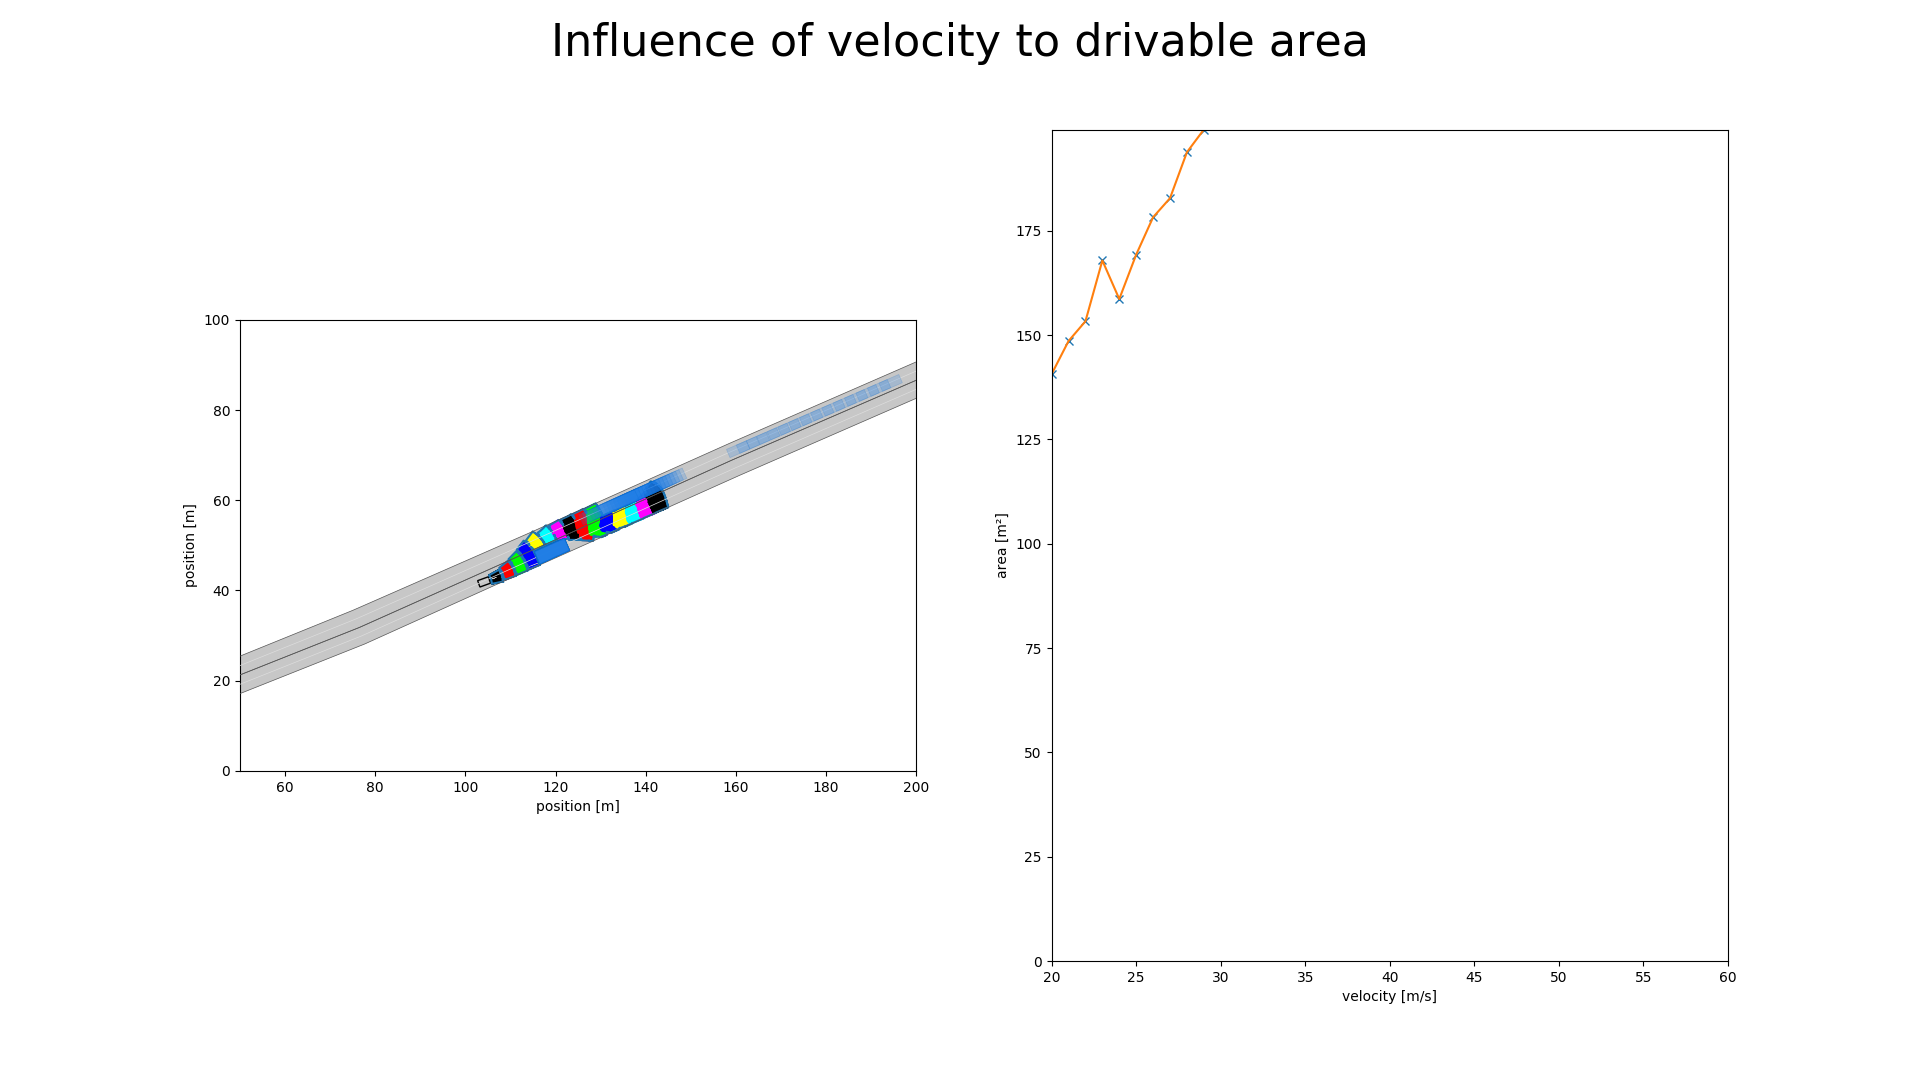 Influence of velocity to drivable area
100
80
60
40
20
0
position [m]
60 80 100 120 140 160 180 200
position [m]
175
150
125
100
75
50
25
0
area [m²]
20 25 30 35 40 45 50 55 60
velocity [m/s]